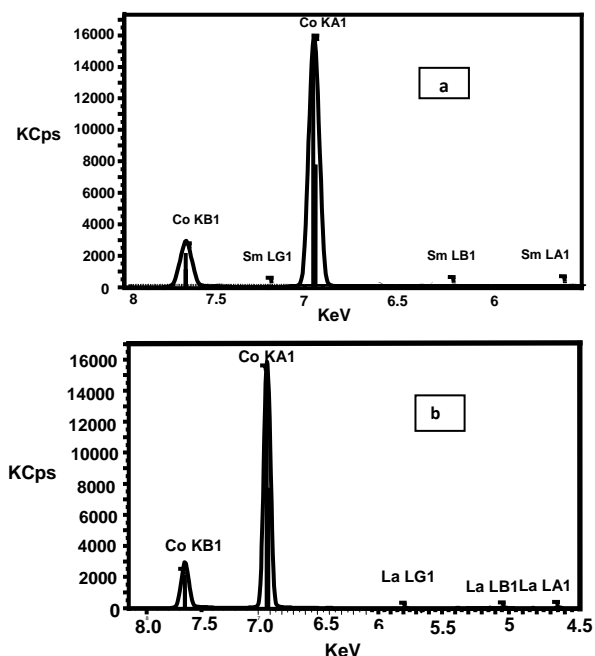 Co KA1
16000
14000
12000
a
10000
KCps
8000
6000
4000
Co KB1
2000
Sm LG1
Sm LB1
Sm LA1
0
8
7.5
7
6.5
6
KeV
16000
Co KA1
14000
12000
b
10000
KCps
8000
6000
4000
Co KB1
2000
La LG1
La LB1
La LA1
0
8.0
7.5
7.0
6.5
6.0
5.5
5
4.5
KeV